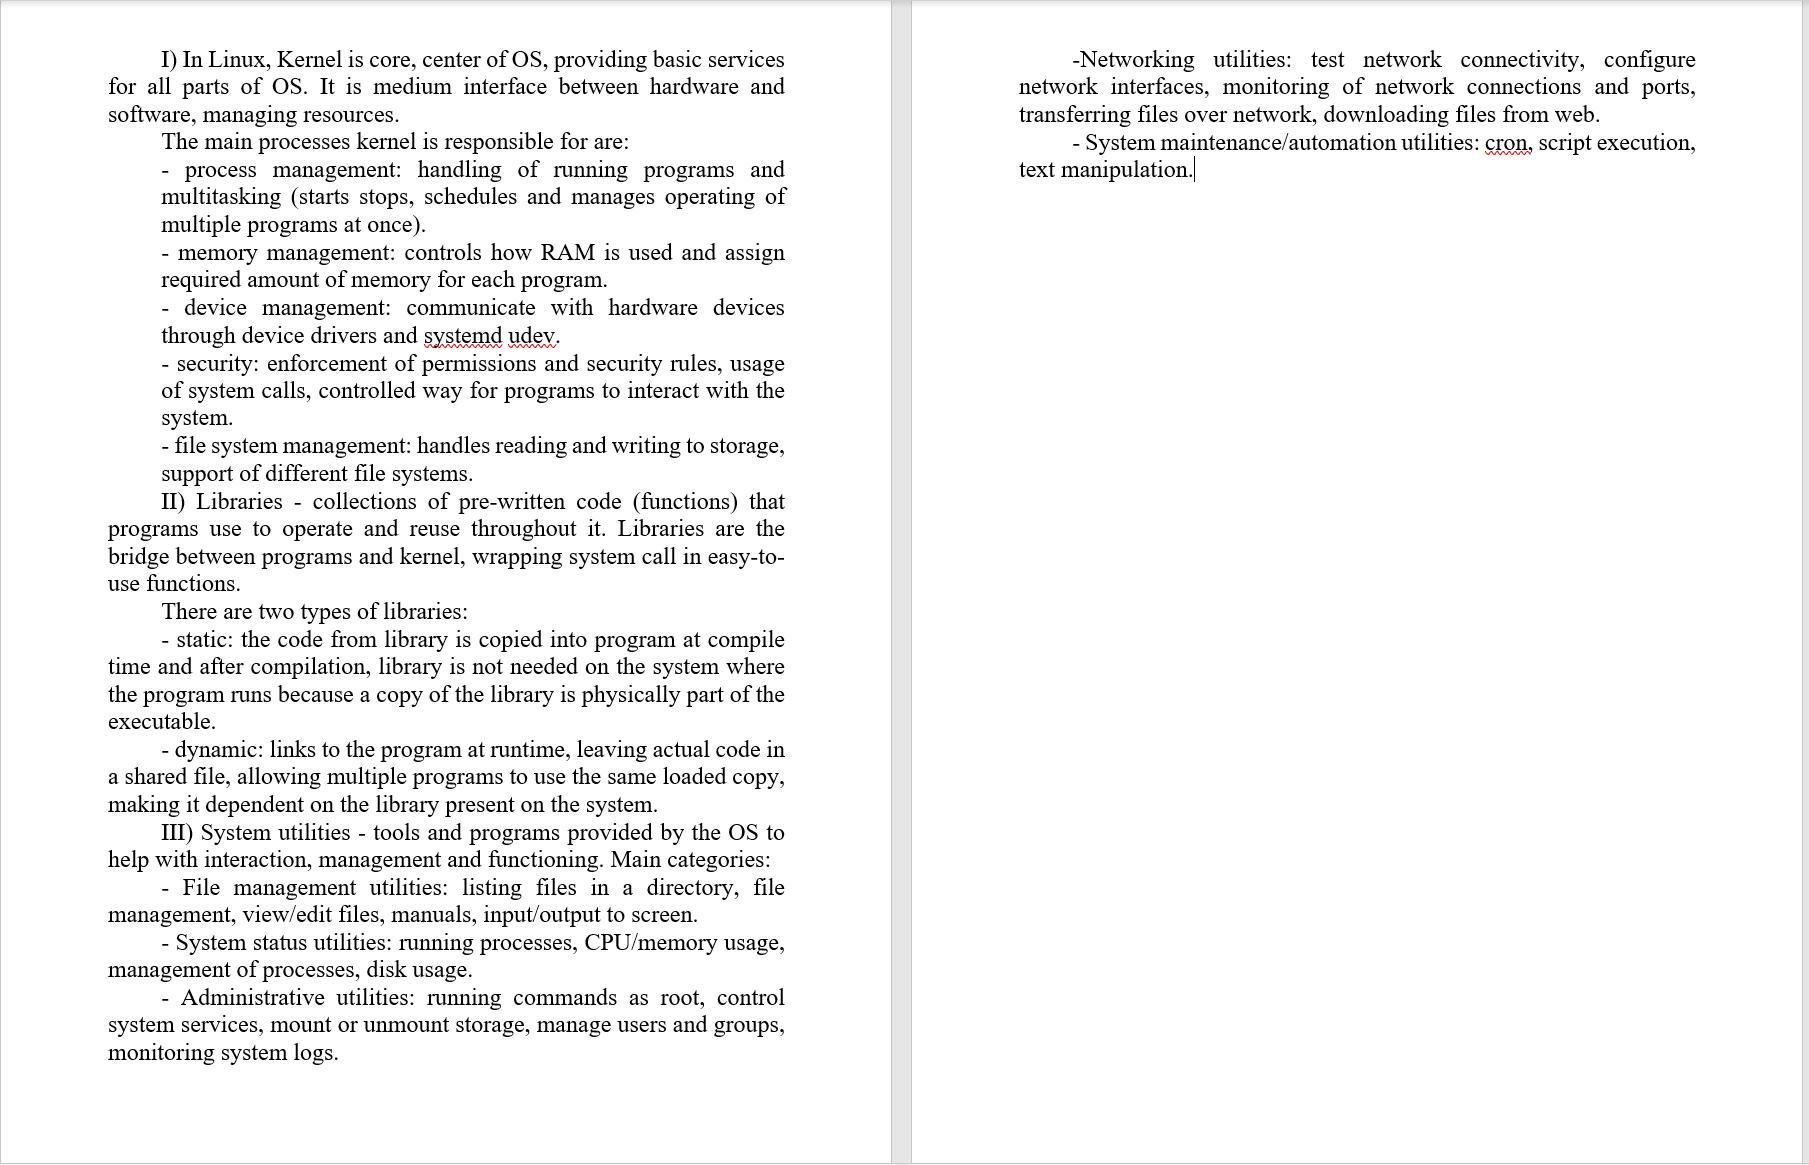 I) In Linux, Kernel is core, center of OS, providing basic services
for all parts of OS. It is medium interface between hardware and
software, managing resources.
The main processes kernel is responsible for are:
- process management: handling of running programs and
multitasking (starts stops, schedules and manages operating of
multiple programs at once).
- memory management: controls how RAM is used and assign
required amount of memory for each program.
- device management: communicate with hardware devices
through device drivers and systemd udev.
- security: enforcement of permissions and security rules, usage
of system calls, controlled way for programs to interact with the
system.
- file system management: handles reading and writing to storage,
support of different file systems.
II) Libraries - collections of pre-written code (functions) that
programs use to operate and reuse throughout it. Libraries are the
bridge between programs and kernel, wrapping system call in easy-to-
use functions.
There are two types of libraries:
- static: the code from library is copied into program at compile
time and after compilation, library is not needed on the system where
the program runs because a copy of the library is physically part of the
executable.
- dynamic: links to the program at runtime, leaving actual code in
a shared file, allowing multiple programs to use the same loaded copy,
making it dependent on the library present on the system.
III) System utilities - tools and programs provided by the OS to
help with interaction, management and functioning. Main categories:
- File management utilities: listing files in a directory, file
management, view/edit files, manuals, input/output to screen.
- System status utilities: running processes, CPU/memory usage,
management of processes, disk usage.
- Administrative utilities: running commands as root, control
system services, mount or unmount storage, manage users and groups,
monitoring system logs.
-Networking utilities: test network connectivity, configure
network interfaces, monitoring of network connections and ports,
transferring files over network, downloading files from web.
- System maintenance/automation utilities: cron, script execution,
text manipulation.